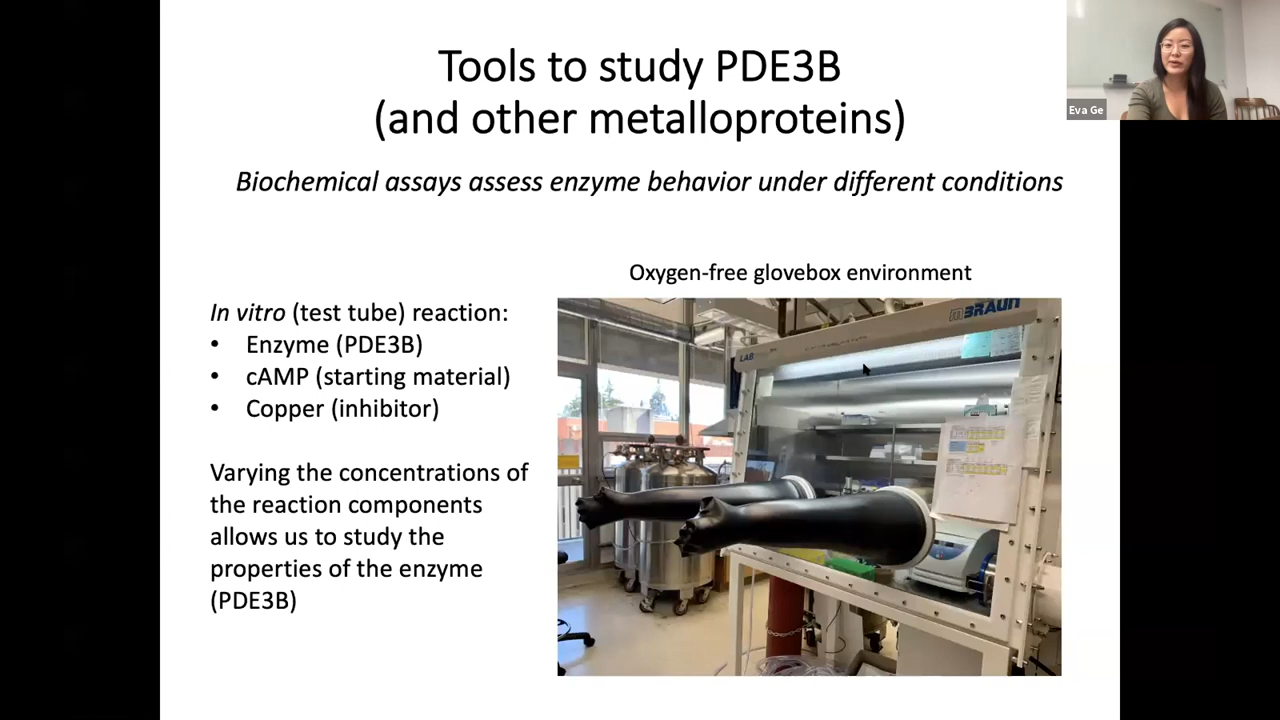 Tools to study PDE3B
(and other metalloproteins)
Eva Ge
Biochemical assays assess enzyme behavior under different conditions
Oxygen-free glovebox environment
In vitro (test tube) reaction:
• Enzyme (PDE3B)
• cAMP (starting material)
• Copper (inhibitor)
Varying the concentrations of
the reaction components
allows us to study the
properties of the enzyme
(PDE3B)
mBRAUN
LAB